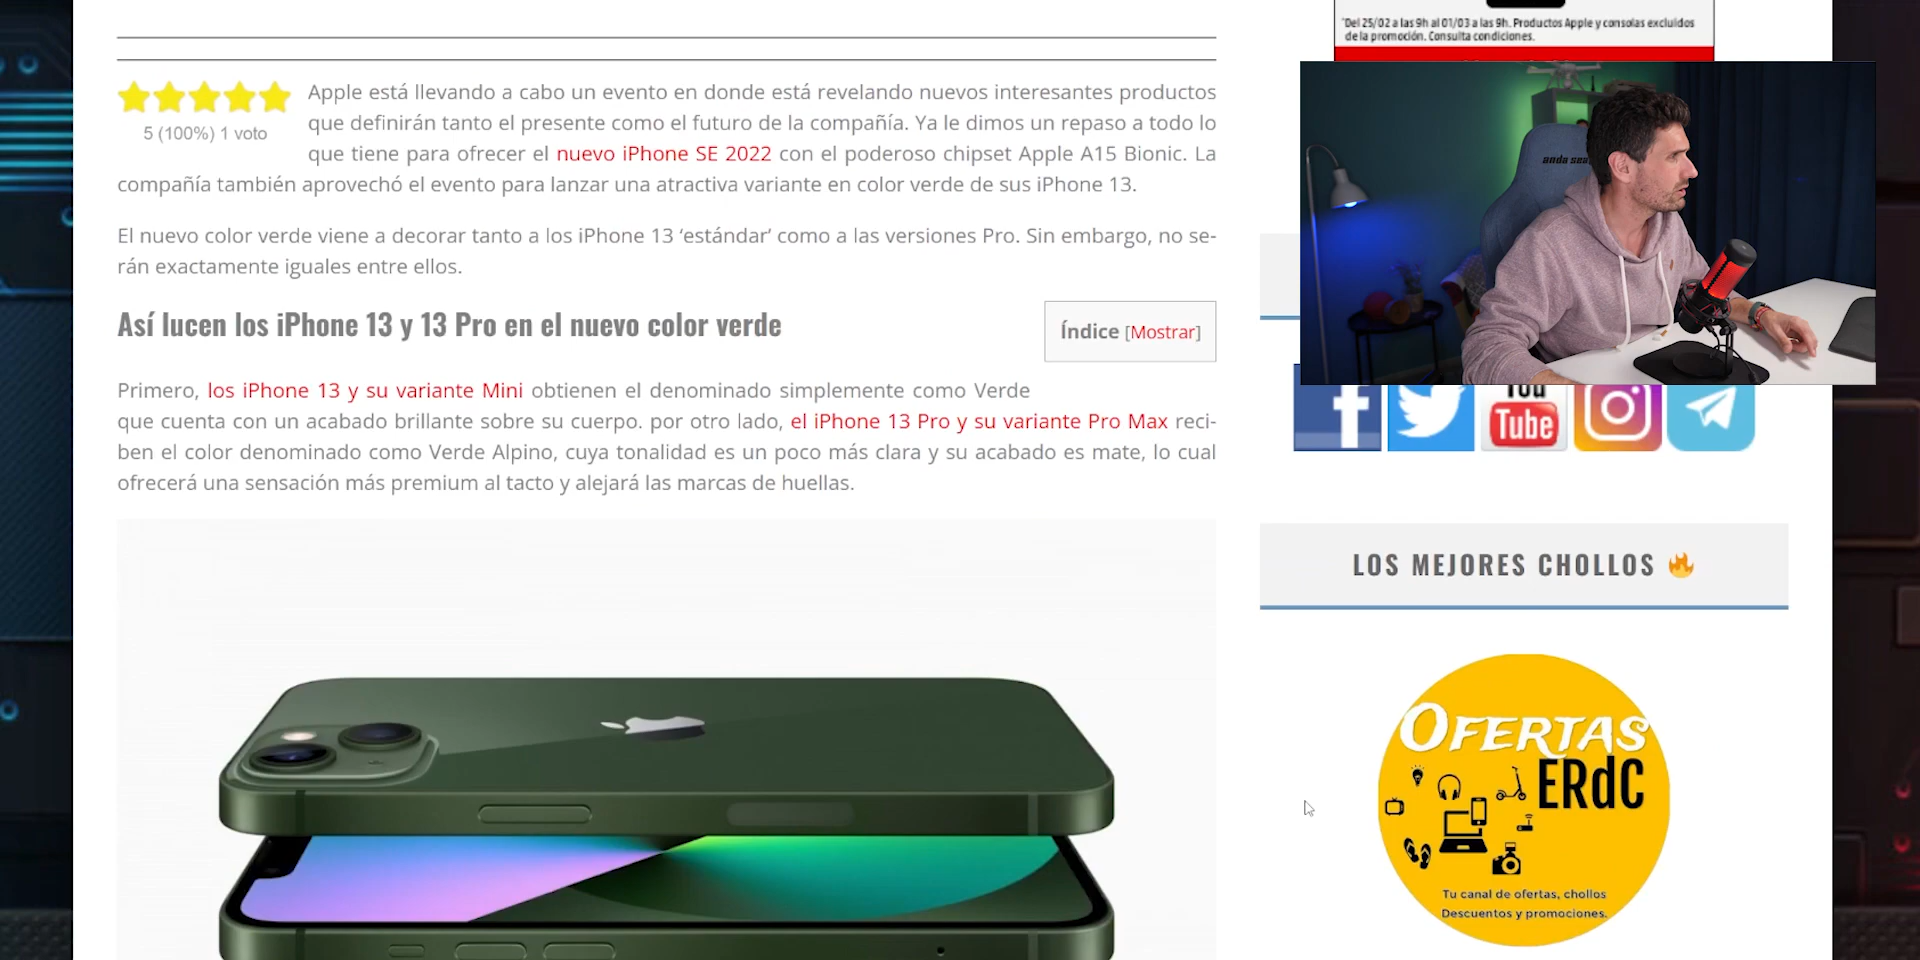 *Del 25/02 a las 9h al 01/03 a las 9h. Productos Apple y consolas excluidos
de la promoción. Consulta condiciones.
5 (100%) 1 voto
Apple está llevando a cabo un evento en donde está revelando nuevos interesantes productos
que definirán tanto el presente como el futuro de la compañía. Ya le dimos un repaso a todo lo
que tiene para ofrecer el nuevo iPhone SE 2022 con el poderoso chipset Apple A15 Bionic. La
compañía también aprovechó el evento para lanzar una atractiva variante en color verde de sus iPhone 13.
El nuevo color verde viene a decorar tanto a los iPhone 13 ‘estándar’ como a las versiones Pro. Sin embargo, no se-
rán exactamente iguales entre ellos.
Así lucen los iPhone 13 y 13 Pro en el nuevo color verde
Índice [Mostrar]
Primero, los iPhone 13 y su variante Mini obtienen el denominado simplemente como Verde
que cuenta con un acabado brillante sobre su cuerpo. por otro lado, el iPhone 13 Pro y su variante Pro Max reci-
ben el color denominado como Verde Alpino, cuya tonalidad es un poco más clara y su acabado es mate, lo cual
ofrecerá una sensación más premium al tacto y alejará las marcas de huellas.
anda sea
You
Tube
LOS MEJORES CHOLLOS
OFERTAS
ERdC
Tu canal de ofertas, chollos
Descuentos y promociones.